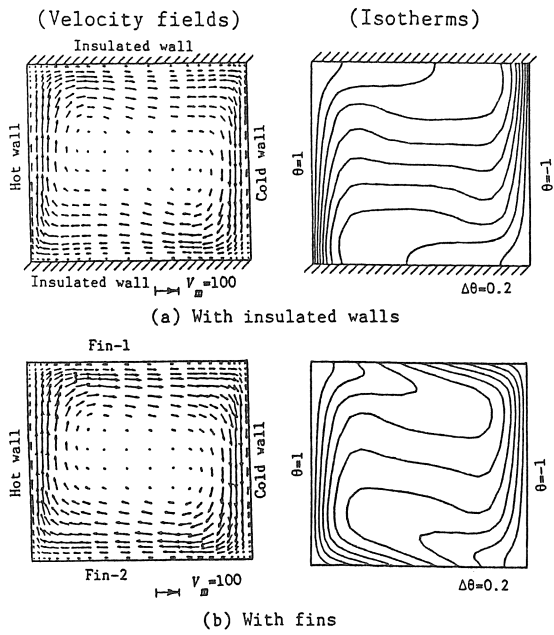 (Velocity fields) (Isotherms)
Insulated wall
Hot wall
Cold wall
θ=1
θ=-1
Insulated wall
V_m=100
Δθ=0.2
(a) With insulated walls
Fin-1
Hot wall
Cold wall
θ=1
θ=-1
Fin-2
V_m=100
Δθ=0.2
(b) With fins